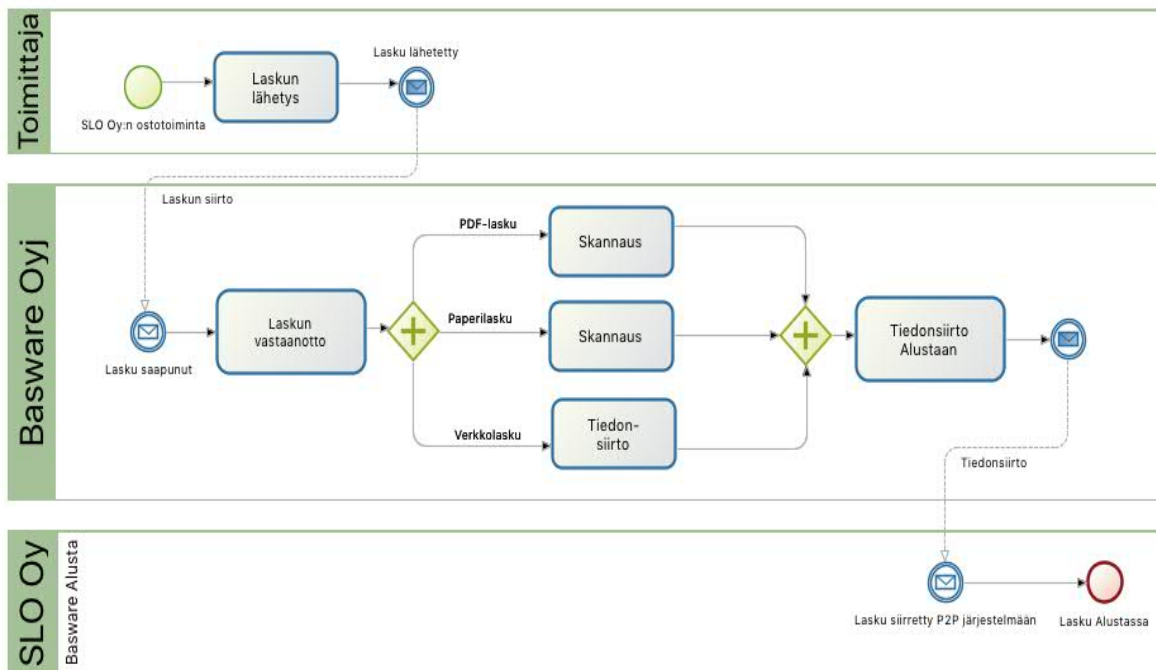 Toimittaja
SLO Oy:n ostotoiminta
Laskun
lähetys
Lasku lähetetty
Laskun siirto
Basware Oyj
Lasku saapunut
Laskun
vastaanotto
PDF-lasku
Skannaus
Paperilasku
Skannaus
Verkkolasku
Tiedon-
siirto
Tiedonsiirto
Alustaan
Tiedonsiirto
SLO Oy
Basware Alusta
Lasku siirretty P2P järjestelmään
Lasku Alustassa